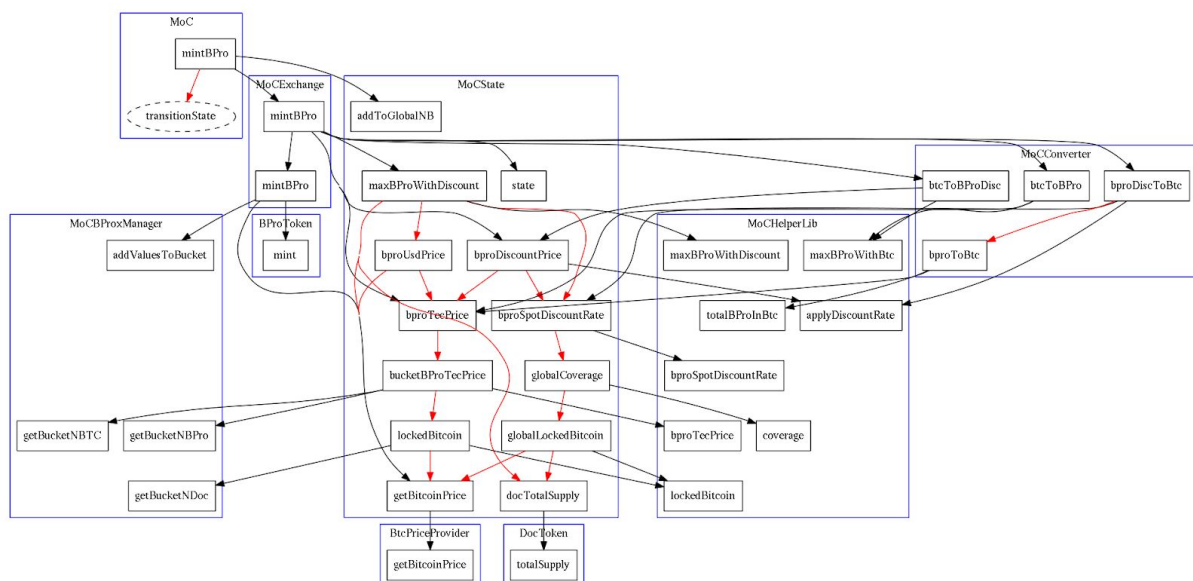 MoC
mintBPro
transitionState
MoCExchange
mintBPro
mintBPro
MoCState
addToGlobalNB
maxBProWithDiscount
state
bproUsdPrice
bproDiscountPrice
bproTecPrice
bproSpotDiscountRate
bucketBProTecPrice
globalCoverage
lockedBitcoin
globalLockedBitcoin
getBitcoinPrice
docTotalSupply
MoCConverter
btcToBProDisc
btcToBPro
bproDiscToBtc
bproToBtc
MoCBProxManager
addValuesToBucket
getBucketNBTC
getBucketNBPro
getBucketNDoc
BProToken
mint
MoCHelperLib
maxBProWithDiscount
maxBProWithBtc
totalBProInBtc
applyDiscountRate
bproSpotDiscountRate
bproTecPrice
coverage
lockedBitcoin
BtcPriceProvider
getBitcoinPrice
DocToken
totalSupply